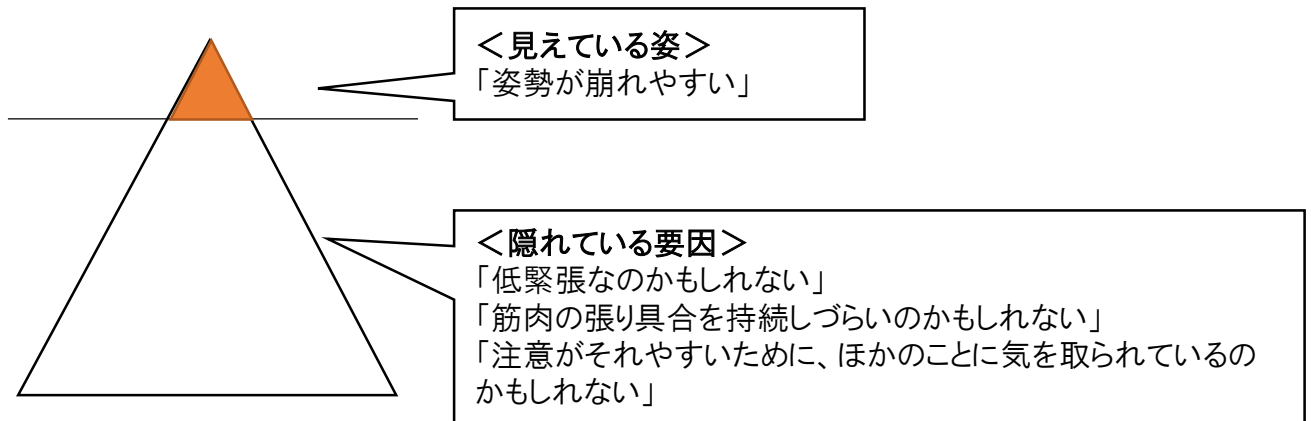 ＜見えている姿＞
「姿勢が崩れやすい」
＜隠れている要因＞
「低緊張なのかもしれない」
「筋肉の張り具合を持続しづらいのかもしれない」
「注意がそれやすいために、ほかのことに気を取られているの
かもしれない」